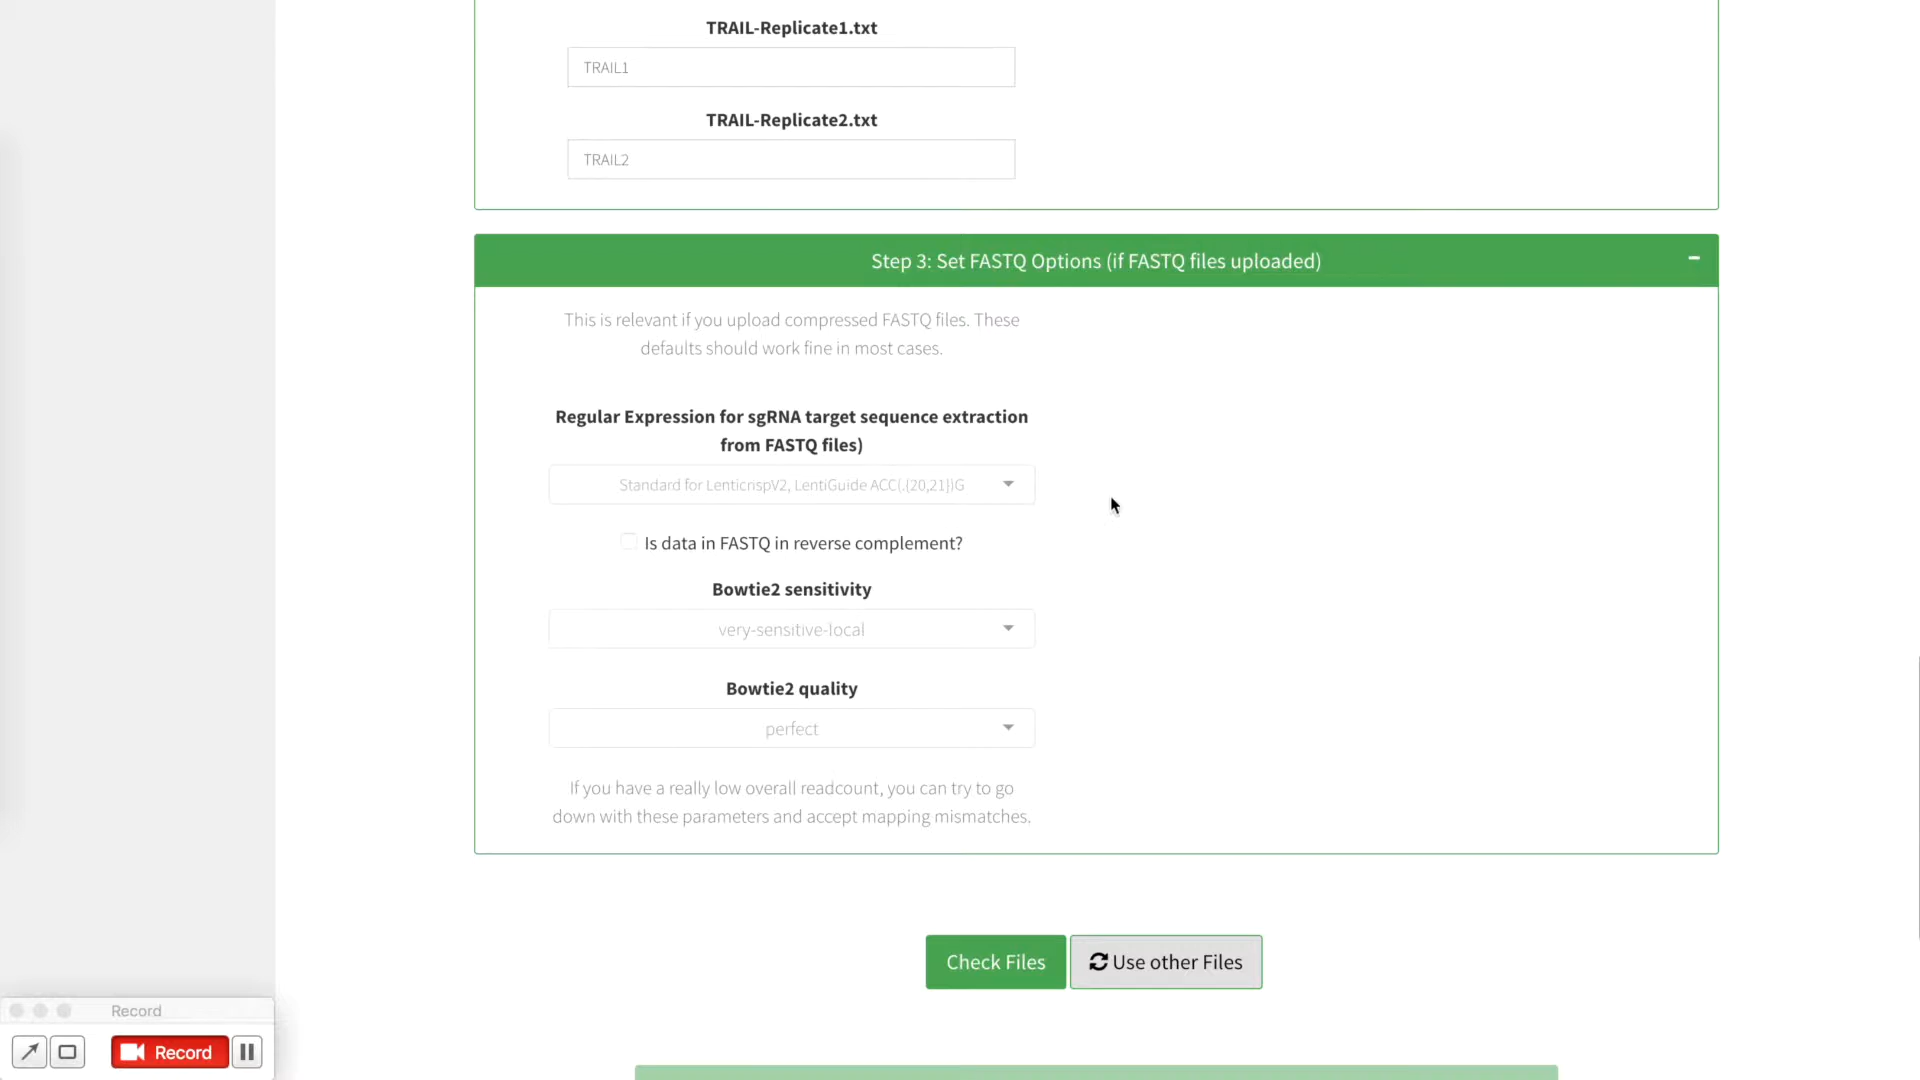 TRAIL-Replicate1.txt
TRAIL1
TRAIL-Replicate2.txt
TRAIL2
Step 3: Set FASTQ Options (if FASTQ files uploaded)
This is relevant if you upload compressed FASTQ files. These
defaults should work fine in most cases.
Regular Expression for sgRNA target sequence extraction
from FASTQ files)
Standard for LenticrispV2, LentiGuide ACC(.{20,21})G
Is data in FASTQ in reverse complement?
Bowtie2 sensitivity
very-sensitive-local
Bowtie2 quality
perfect
If you have a really low overall readcount, you can try to go
down with these parameters and accept mapping mismatches.
Check Files
Use other Files
Record
Record